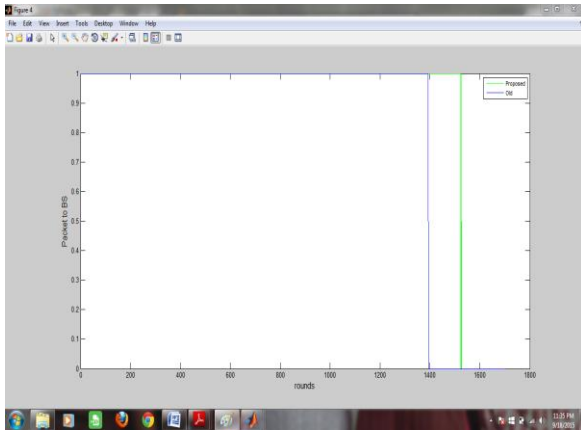 Figure 4
File Edit View Insert Tools Desktop Window Help
Proposed
Old
1
0.9
0.8
0.7
0.6
0.5
0.4
0.3
0.2
0.1
0
Packet to BS
0 200 400 600 800 1000 1200 1400 1600 1800
rounds
11:35 PM
9/18/2015